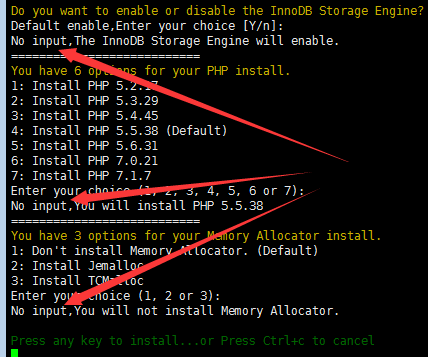 Do you want to enable or disable the InnoDB Storage Engine?
Default enable,Enter your choice [Y/n]:
No input,The InnoDB Storage Engine will enable.
===========================
You have 6 options for your PHP install.
1: Install PHP 5.2.17
2: Install PHP 5.3.29
3: Install PHP 5.4.45
4: Install PHP 5.5.38 (Default)
5: Install PHP 5.6.31
6: Install PHP 7.0.21
7: Install PHP 7.1.7
Enter your choice (1, 2, 3, 4, 5, 6 or 7):
No input,You will install PHP 5.5.38
===========================
You have 3 options for your Memory Allocator install.
1: Don't install Memory Allocator. (Default)
2: Install Jemalloc
3: Install TCMalloc
Enter your choice (1, 2 or 3):
No input,You will not install Memory Allocator.
Press any key to install...or Press Ctrl+c to cancel